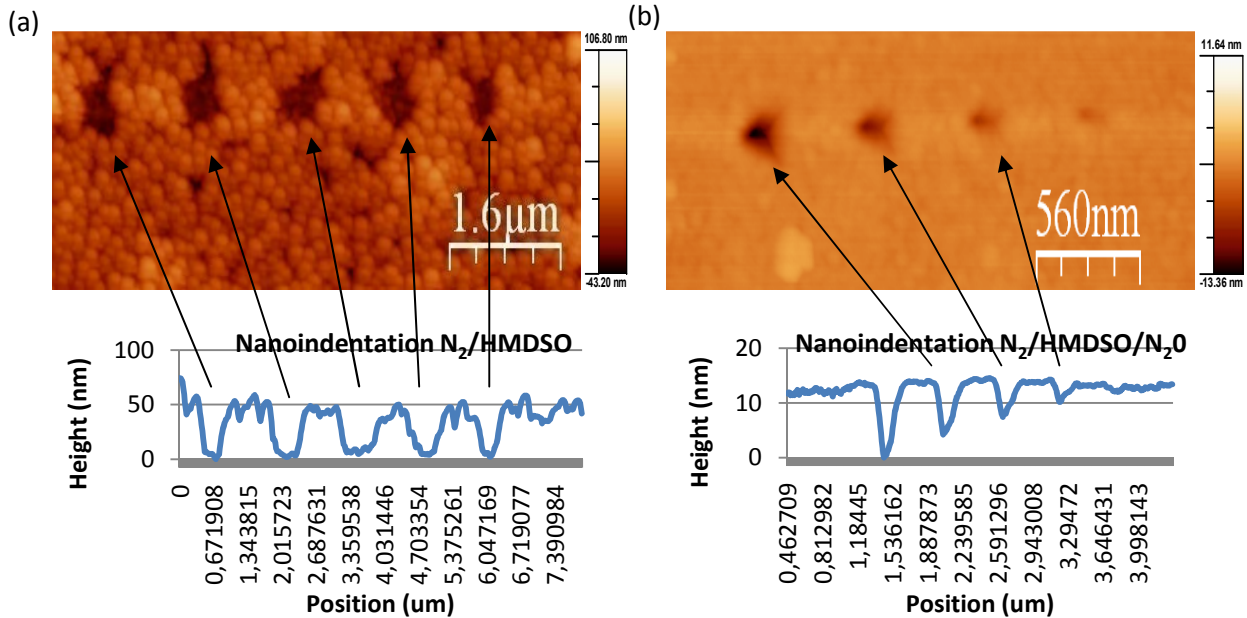 (a)
106.80 nm
1.6μm
-43.20 nm
Nanoindentation N₂/HMDSO
Height (nm)
100
50
0
0
0,671908
1,343815
2,015723
2,687631
3,359538
4,031446
4,703354
5,375261
6,047169
6,719077
7,390984
Position (um)
(b)
11.64 nm
560nm
-13.36 nm
Nanoindentation N₂/HMDSO/N₂0
Height (nm)
20
10
0
0,462709
0,812982
1,18445
1,536162
1,887873
2,239585
2,591296
2,943008
3,29472
3,646431
3,998143
Position (um)